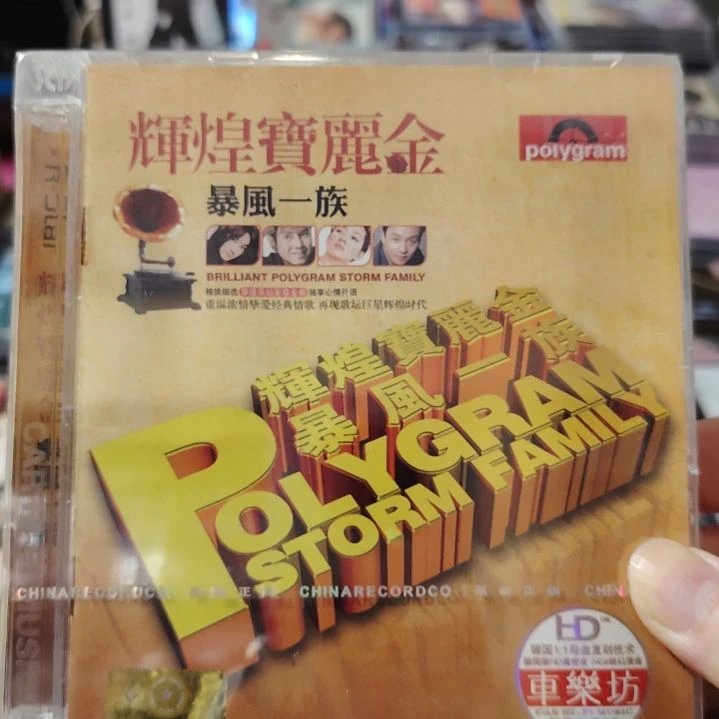 輝煌寶麗金
polygram
暴風一族
BRILLIANT POLYGRAM STORM FAMILY
重温浓情挚爱经典情歌 再现歌坛巨星辉煌时代
輝煌寶麗金
暴風一族
POLYGRAM
STORM FAMILY
CHINARECORDCO
CHINARECORDCO
CHIN
HD
車樂坊